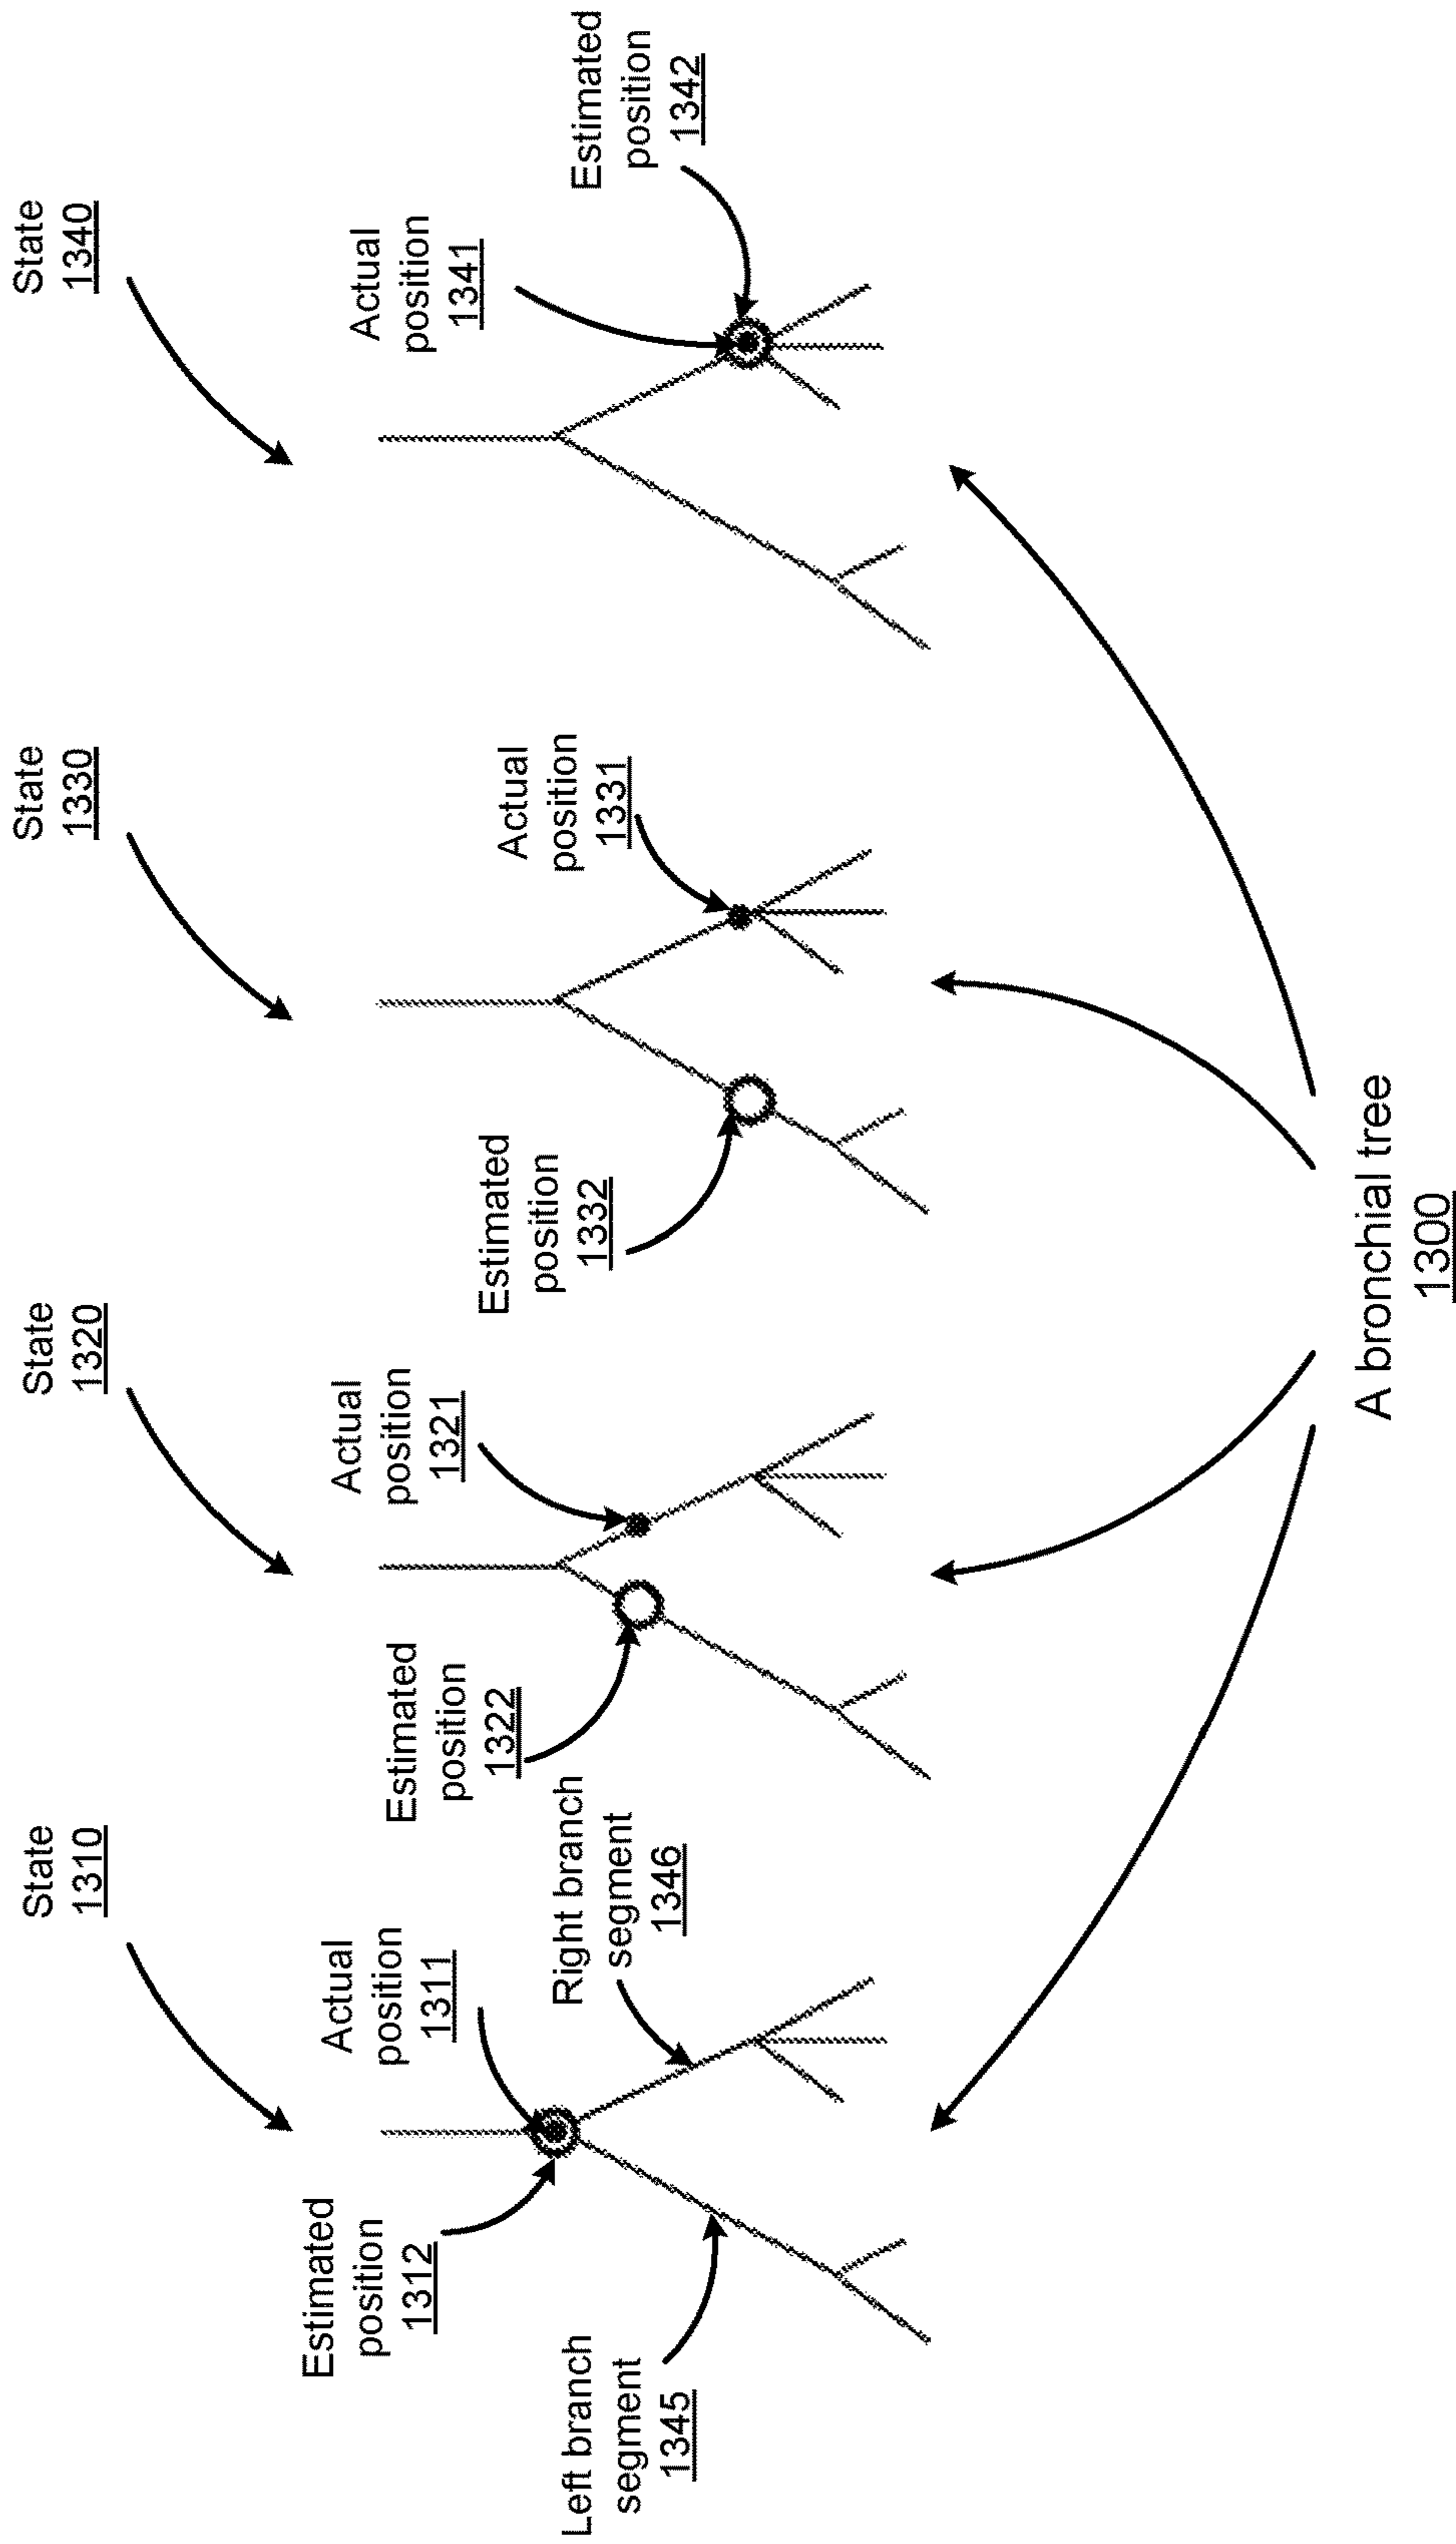 State
1310
State
1320
State
1330
State
1340
Estimated
position
1312
Actual
position
1311
Left branch
segment
1345
Right branch
segment
1346
Estimated
position
1322
Actual
position
1321
Estimated
position
1332
Actual
position
1331
Actual
position
1341
Estimated
position
1342
A bronchial tree
1300